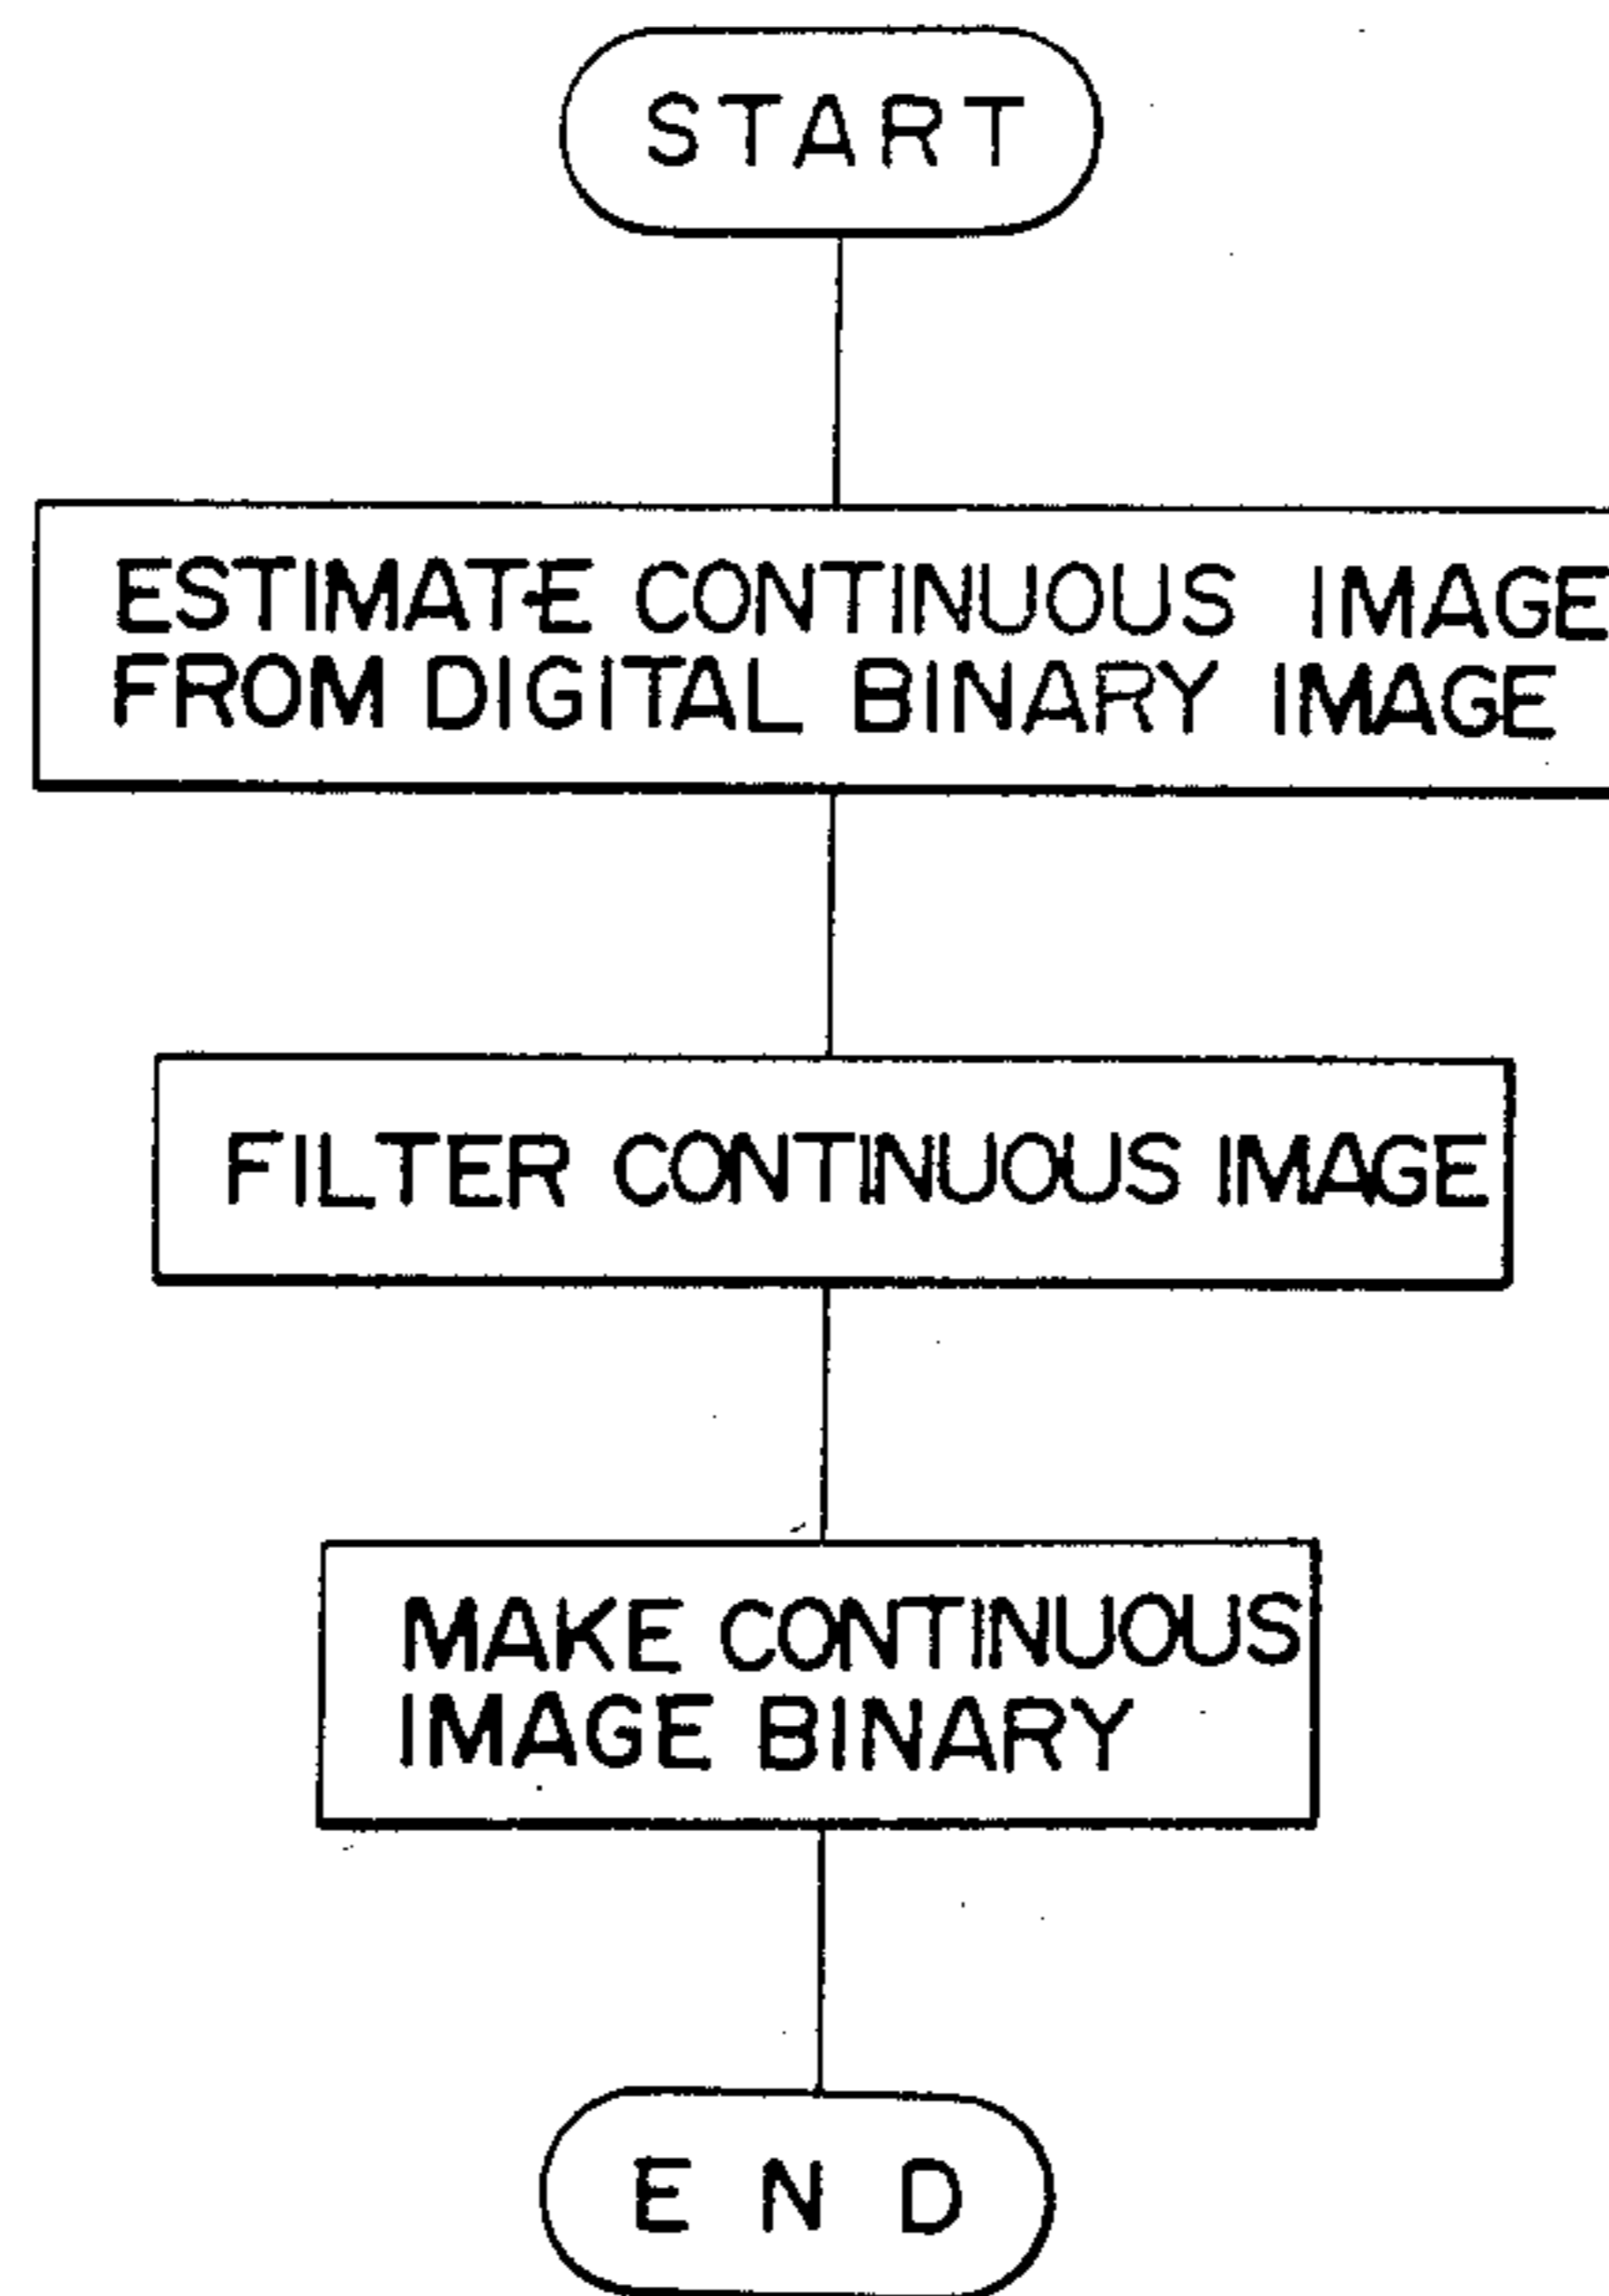 START
ESTIMATE CONTINUOUS IMAGE
FROM DIGITAL BINARY IMAGE
FILTER CONTINUOUS IMAGE
MAKE CONTINUOUS
IMAGE BINARY
END